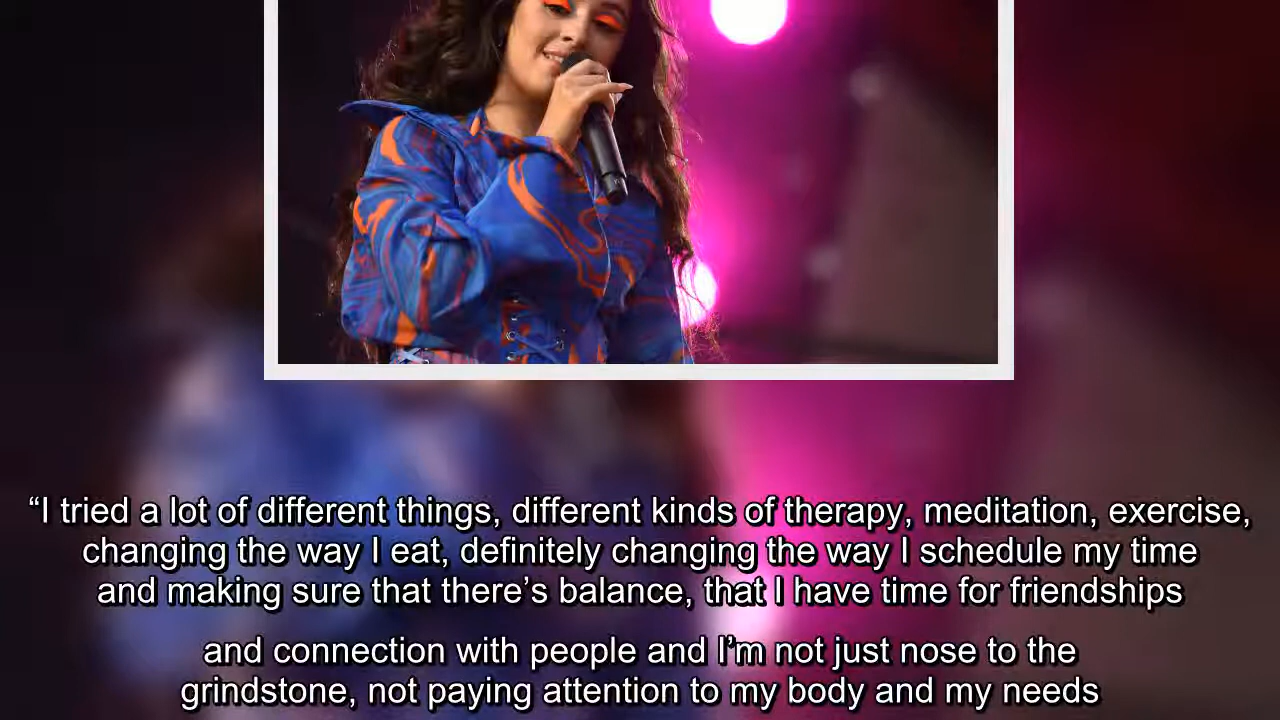 “I tried a lot of different things, different kinds of therapy, meditation, exercise,
changing the way I eat, definitely changing the way I schedule my time
and making sure that there’s balance, that I have time for friendships
and connection with people and I’m not just nose to the
grindstone, not paying attention to my body and my needs